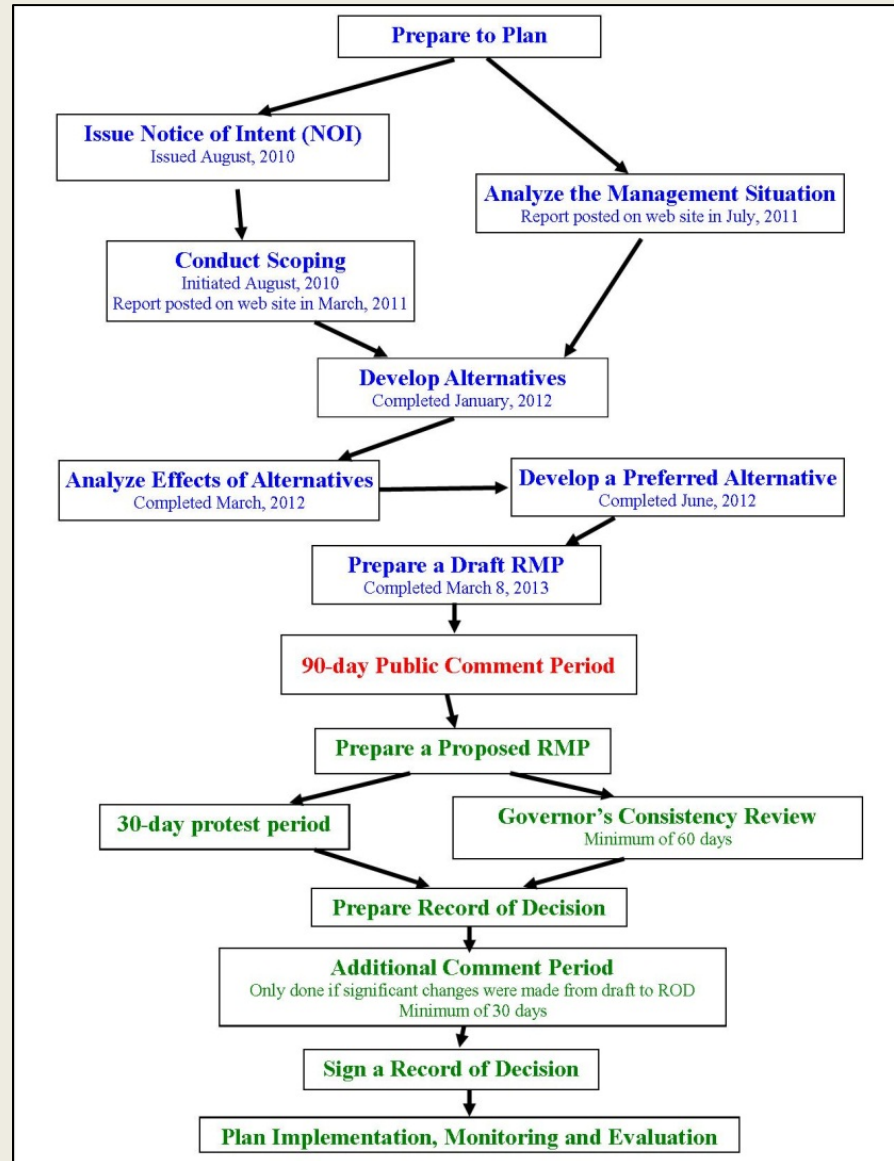 Prepare to Plan
Issue Notice of Intent (NOI)
Issued August, 2010
Analyze the Management Situation
Report posted on web site in July, 2011
Conduct Scoping
Initiated August, 2010
Report posted on web site in March, 2011
Develop Alternatives
Completed January, 2012
Analyze Effects of Alternatives
Completed March, 2012
Develop a Preferred Alternative
Completed June, 2012
Prepare a Draft RMP
Completed March 8, 2013
90-day Public Comment Period
Prepare a Proposed RMP
30-day protest period
Governor's Consistency Review
Minimum of 60 days
Prepare Record of Decision
Additional Comment Period
Only done if significant changes were made from draft to ROD
Minimum of 30 days
Sign a Record of Decision
Plan Implementation, Monitoring and Evaluation